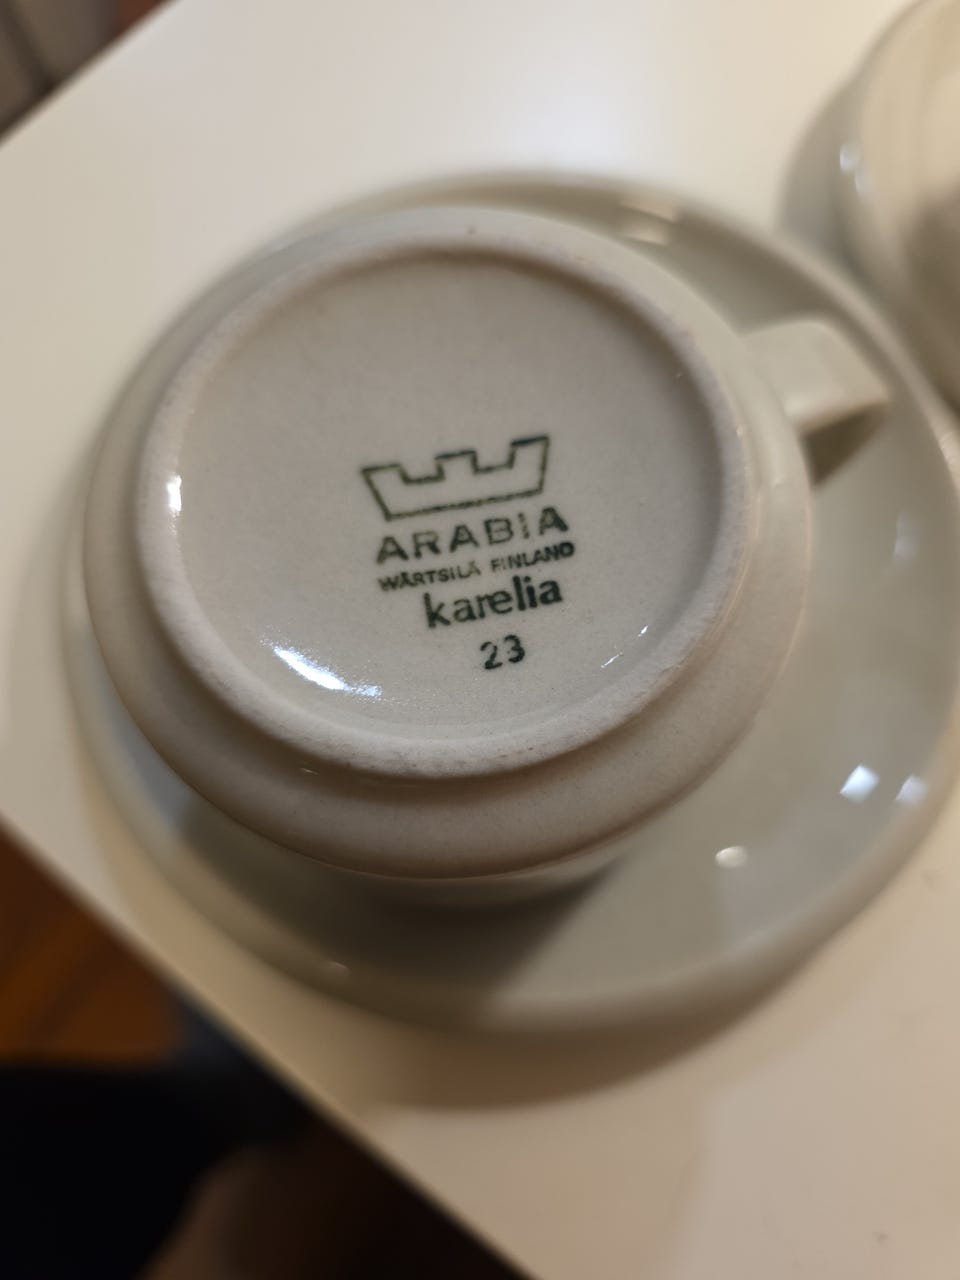 ARABIA
WÄRTSILÄ FINLAND
karelia
23